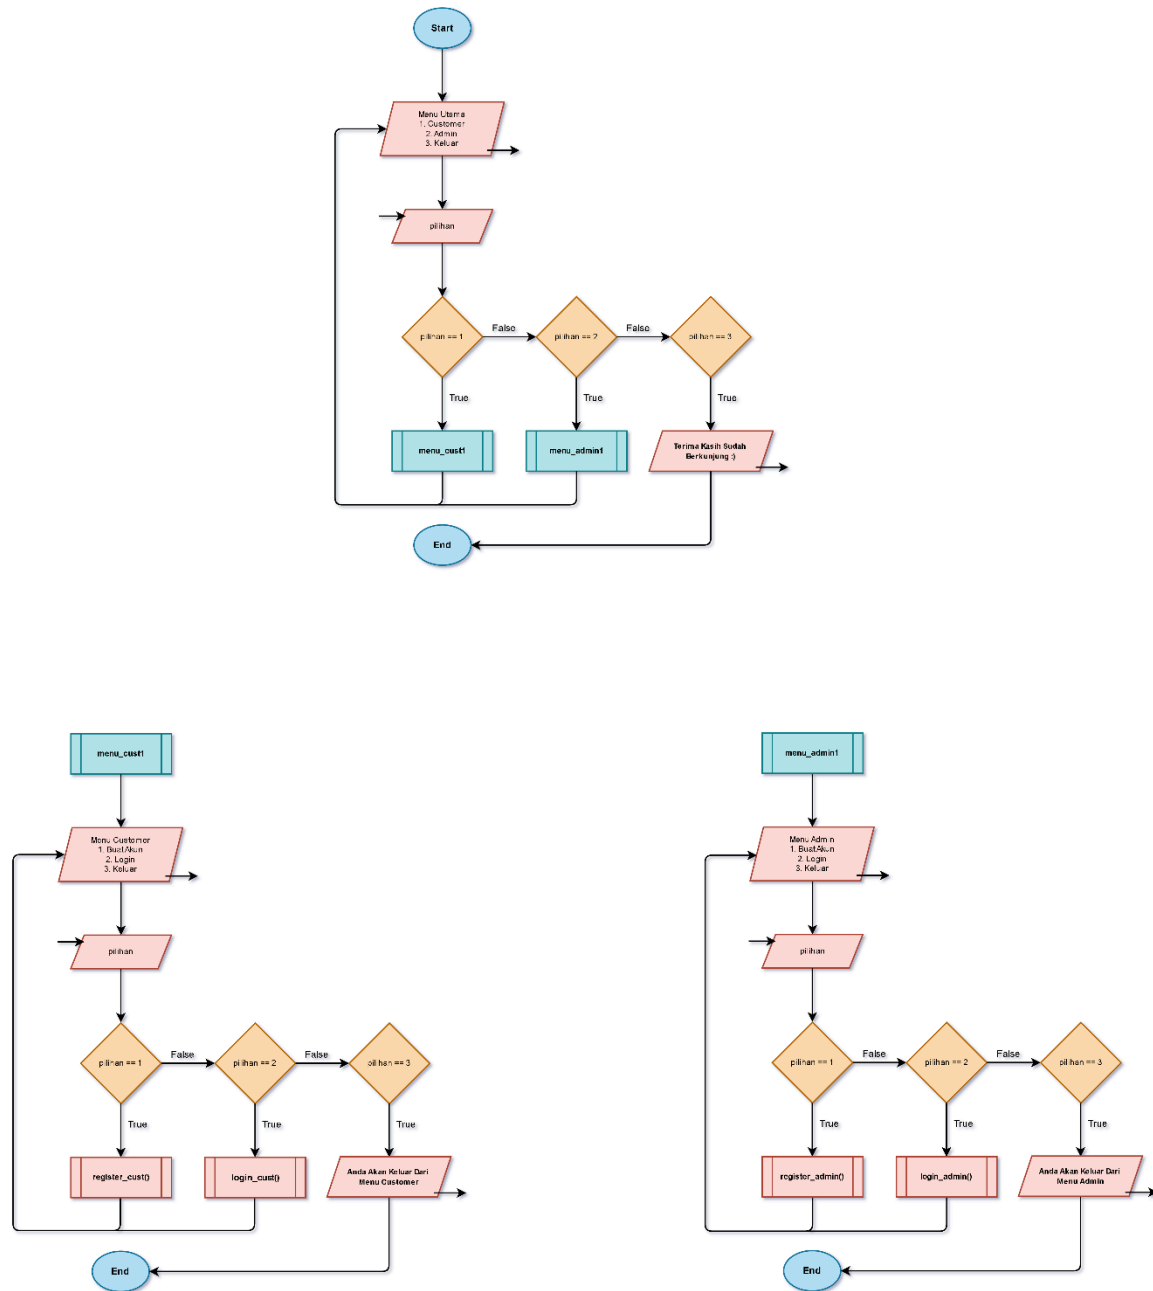 Start
Menu Utama
1. Customer
2. Admin
3. Keluar
pilihan
pilihan == 1
False
pilihan == 2
False
pilihan == 3
True
True
True
menu_cust1
menu_admin1
Terima Kasih Sudah
Berkunjung :)
End
menu_cust1
Menu Customer
1. Buat Akun
2. Login
3. Keluar
pilihan
pilihan == 1
False
pilihan == 2
False
pilihan == 3
True
True
True
register_cust()
login_cust()
Anda Akan Keluar Dari
Menu Customer
End
menu_admin1
Menu Admin
1. Buat Akun
2. Login
3. Keluar
pilihan
pilihan == 1
False
pilihan == 2
False
pilihan == 3
True
True
True
register_admin()
login_admin()
Anda Akan Keluar Dari
Menu Admin
End